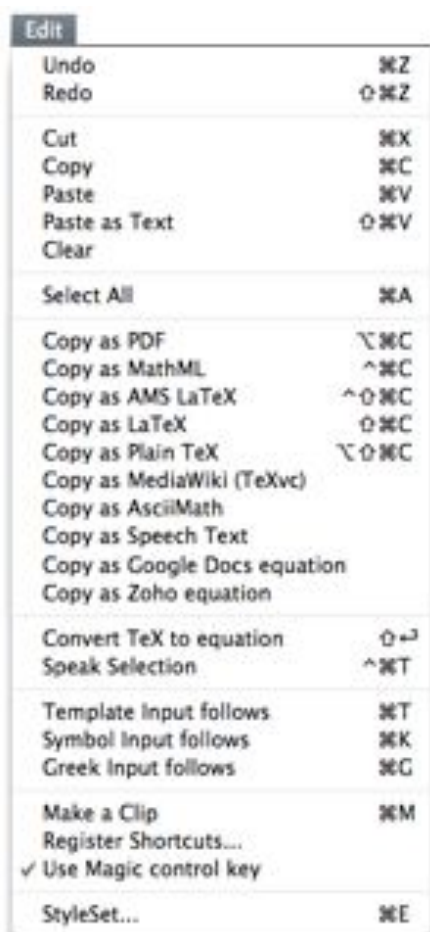 Edit
Undo ⌘Z
Redo ⇧⌘Z
Cut ⌘X
Copy ⌘C
Paste ⌘V
Paste as Text ⇧⌘V
Clear
Select All ⌘A
Copy as PDF ⌥⌘C
Copy as MathML ^⌘C
Copy as AMS LaTeX ^⇧⌘C
Copy as LaTeX ⇧⌘C
Copy as Plain TeX ⌥⇧⌘C
Copy as MediaWiki (TeXvc)
Copy as AsciiMath
Copy as Speech Text
Copy as Google Docs equation
Copy as Zoho equation
Convert TeX to equation ⇧↩
Speak Selection ^⌘T
Template Input follows ⌘T
Symbol Input follows ⌘K
Greek Input follows ⌘G
Make a Clip ⌘M
Register Shortcuts...
✓ Use Magic control key
StyleSet... ⌘E